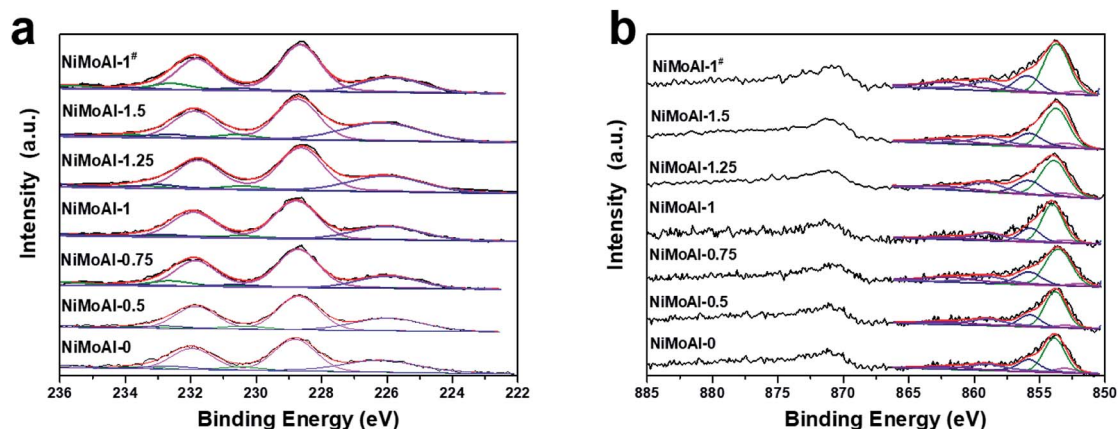 a
NiMoAl-1#
NiMoAl-1.5
NiMoAl-1.25
NiMoAl-1
NiMoAl-0.75
NiMoAl-0.5
NiMoAl-0
Intensity (a.u.)
236 234 232 230 228 226 224 222
Binding Energy (eV)
b
NiMoAl-1#
NiMoAl-1.5
NiMoAl-1.25
NiMoAl-1
NiMoAl-0.75
NiMoAl-0.5
NiMoAl-0
Intensity (a.u.)
885 880 875 870 865 860 855 850
Binding Energy (eV)